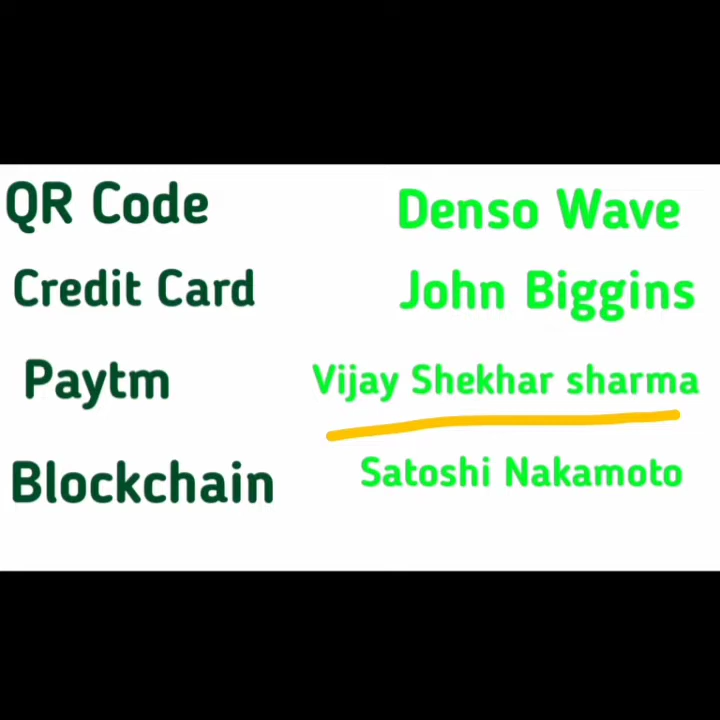 QR Code Denso Wave
Credit Card John Biggins
Paytm Vijay Shekhar sharma
Blockchain Satoshi Nakamoto